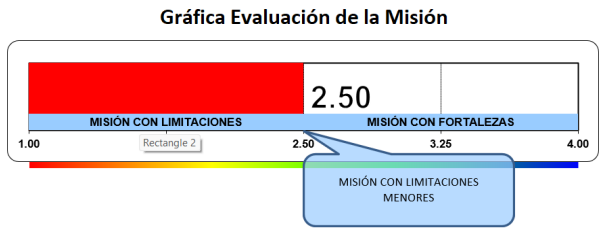 Gráfica Evaluación de la Misión
2.50
MISIÓN CON LIMITACIONES MISIÓN CON FORTALEZAS
1.00 2.50 3.25 4.00
Rectangle 2
MISIÓN CON LIMITACIONES
MENORES